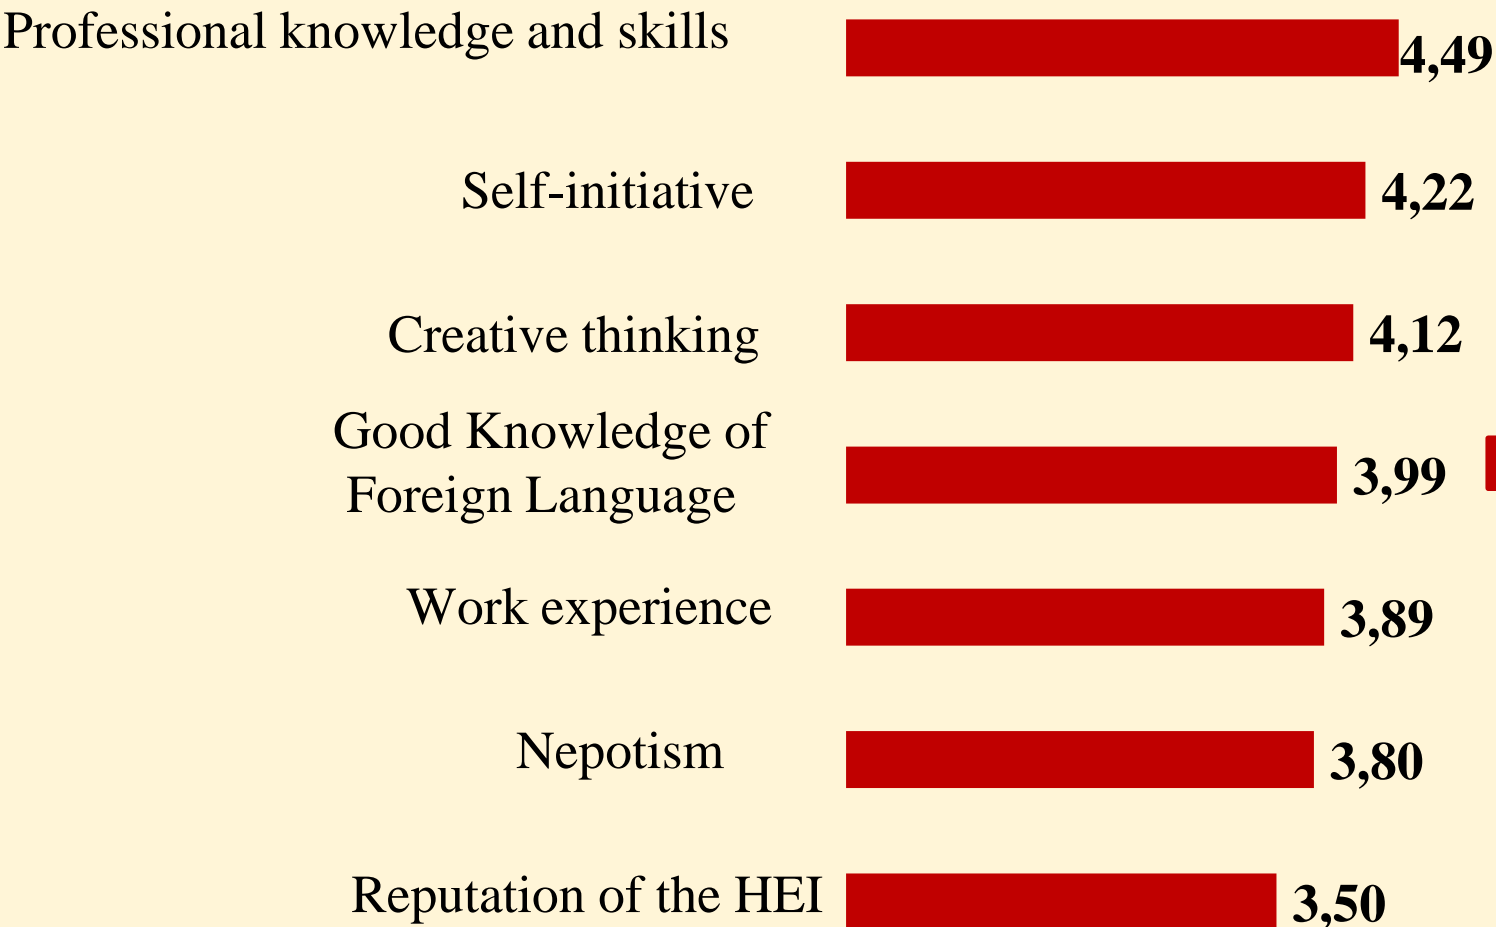 Professional knowledge and skills 4,49
Self-initiative 4,22
Creative thinking 4,12
Good Knowledge of
Foreign Language 3,99
Work experience 3,89
Nepotism 3,80
Reputation of the HEI 3,50